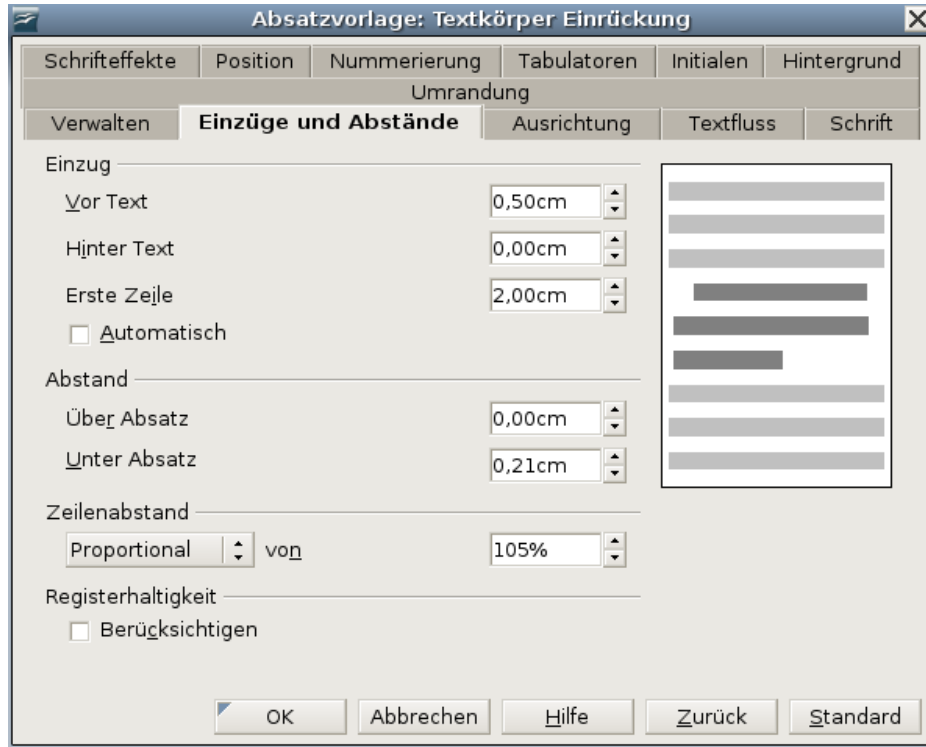 Absatzvorlage: Textkörper Einrückung
Schrifteffekte Position Nummerierung Tabulatoren Initialen Hintergrund
Umrandung
Verwalten Einzüge und Abstände Ausrichtung Textfluss Schrift
Einzug
Vor Text 0,50cm
Hinter Text 0,00cm
Erste Zeile 2,00cm
Automatisch
Abstand
Über Absatz 0,00cm
Unter Absatz 0,21cm
Zeilenabstand
Proportional von 105%
Registerhaltigkeit
Berücksichtigen
OK Abbrechen Hilfe Zurück Standard